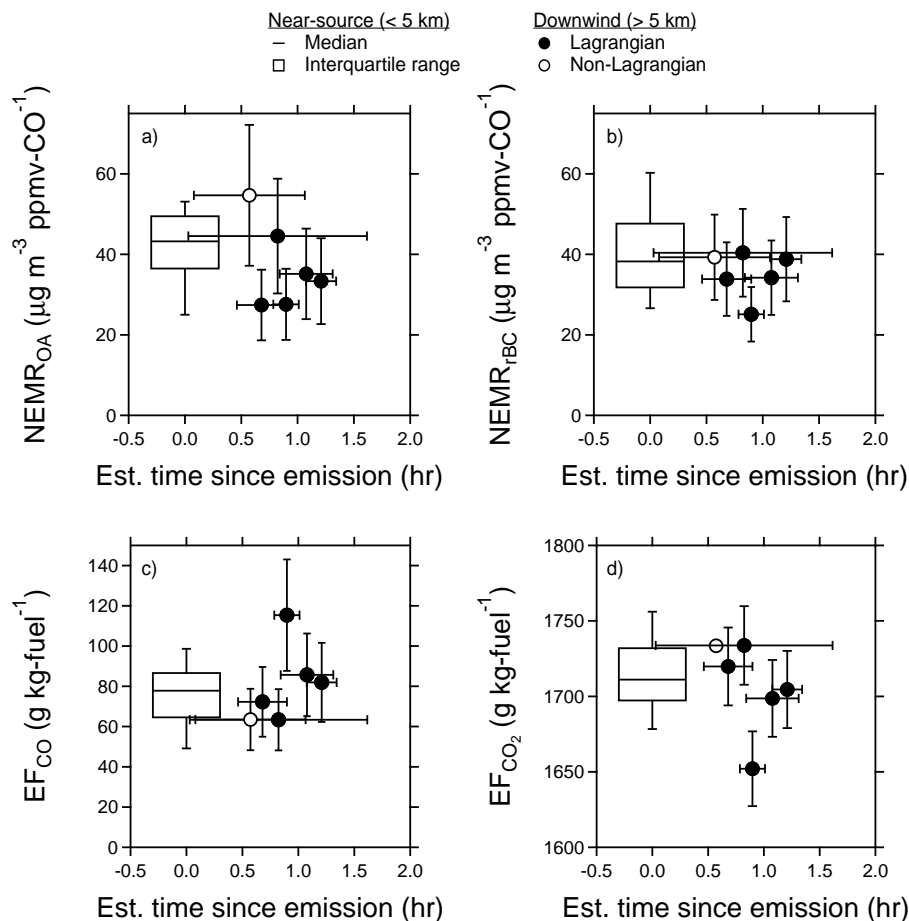 Near-source (< 5 km) Downwind (> 5 km)
Median Lagrangian
Interquartile range Non-Lagrangian
a)
60
40
20
0
-0.5 0.0 0.5 1.0 1.5 2.0
Est. time since emission (hr)
NEMR_OA (µg m^-3 ppmv-CO^-1)
b)
60
40
20
0
-0.5 0.0 0.5 1.0 1.5 2.0
Est. time since emission (hr)
NEMR_rBC (µg m^-3 ppmv-CO^-1)
c)
140
120
100
80
60
40
20
0
-0.5 0.0 0.5 1.0 1.5 2.0
Est. time since emission (hr)
EF_CO (g kg-fuel^-1)
d)
1800
1750
1700
1650
1600
-0.5 0.0 0.5 1.0 1.5 2.0
Est. time since emission (hr)
EF_CO2 (g kg-fuel^-1)